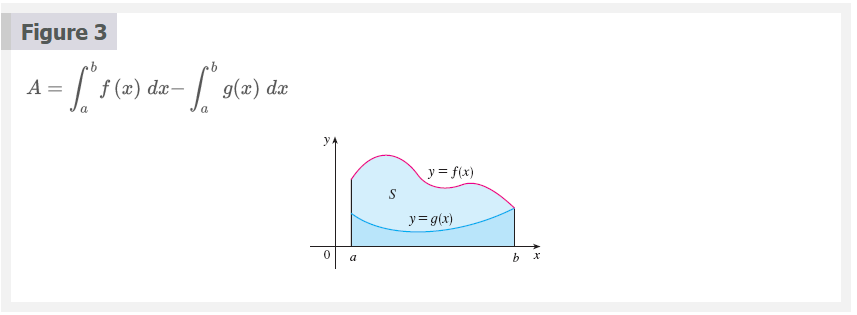 Figure 3
A = ∫_a^b f (x) dx− ∫_a^b g(x) dx
y
y = f(x)
S
y = g(x)
0 a b x